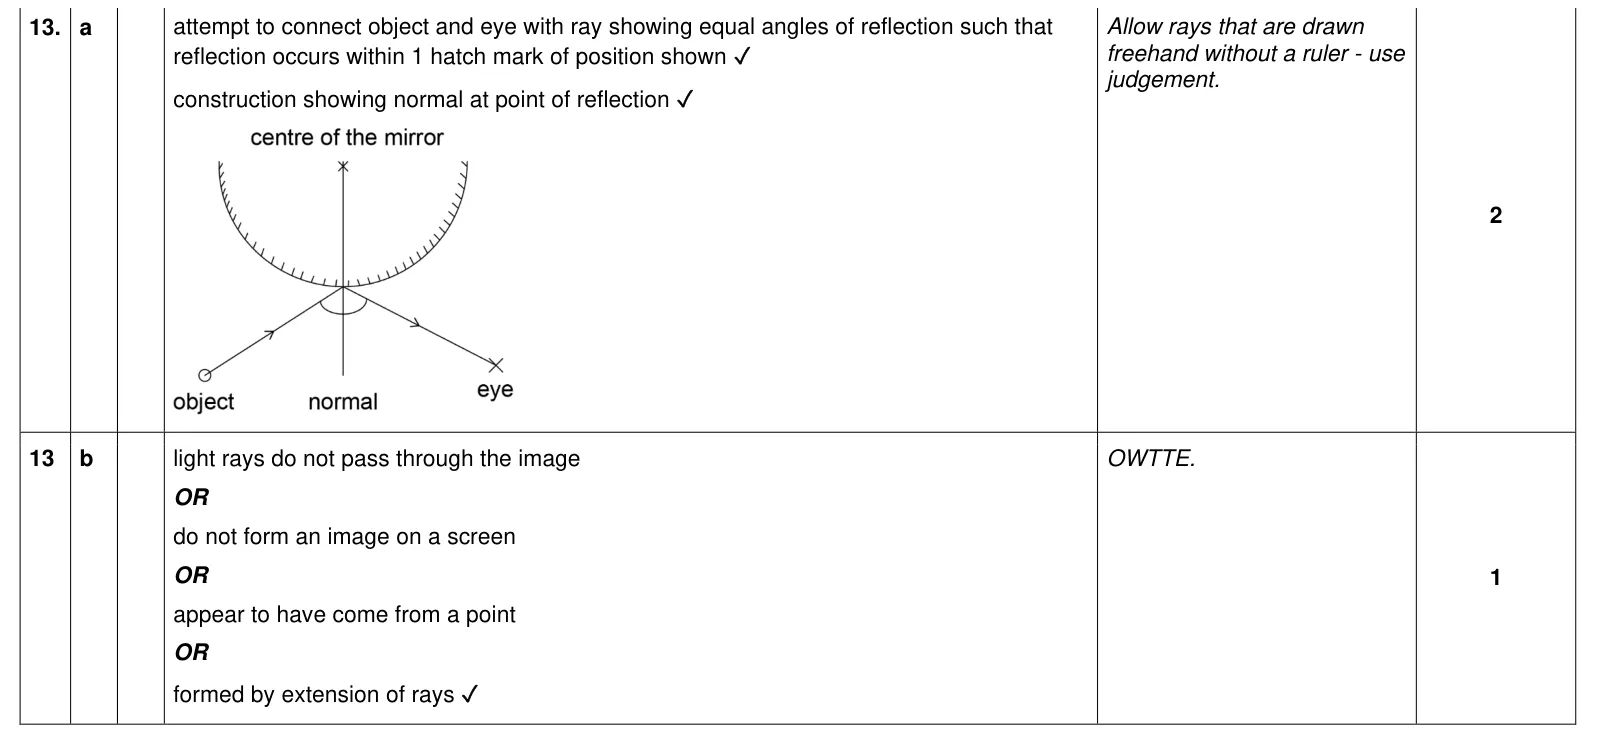 13. a attempt to connect object and eye with ray showing equal angles of reflection such that
reflection occurs within 1 hatch mark of position shown ✓
construction showing normal at point of reflection ✓
centre of the mirror
object
normal
eye
Allow rays that are drawn
freehand without a ruler - use
judgement.
2
13 b light rays do not pass through the image
OR
do not form an image on a screen
OR
appear to have come from a point
OR
formed by extension of rays ✓
OWTTE.
1